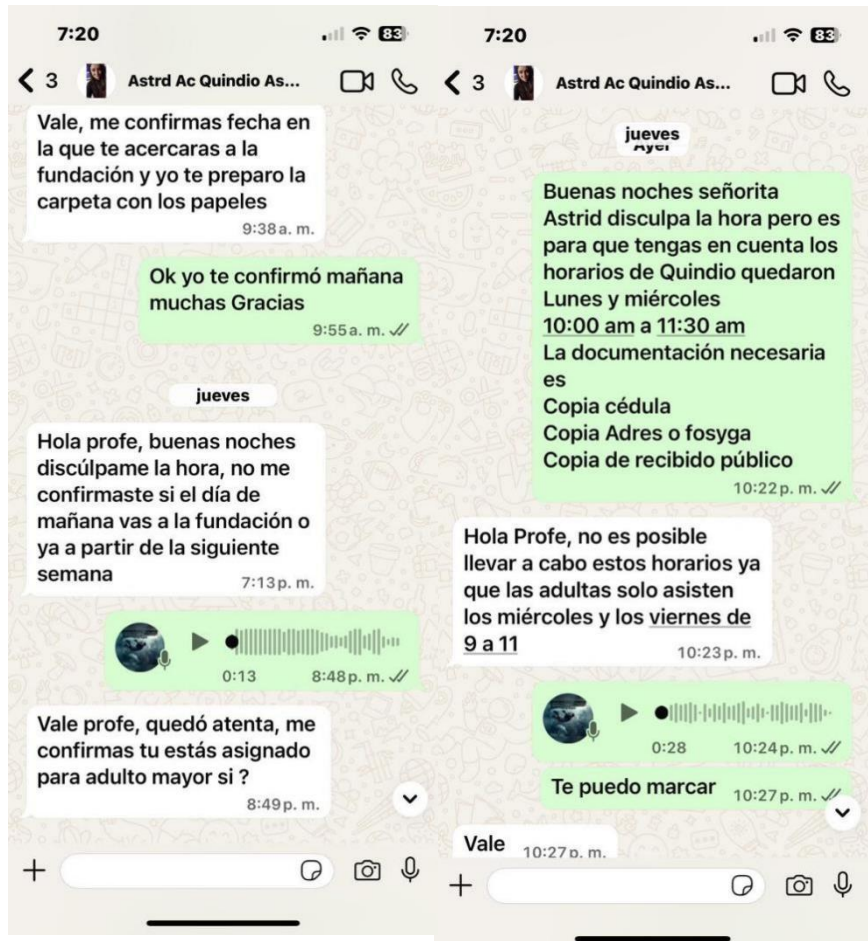 7:20
83
3
Astrd Ac Quindio As...
Vale, me confirmas fecha en
la que te acercaras a la
fundación y yo te preparo la
carpeta con los papeles
9:38 a. m.
Ok yo te confirmó mañana
muchas Gracias
9:55 a. m.
jueves
Hola profe, buenas noches
discúlpame la hora, no me
confirmaste si el día de
mañana vas a la fundación o
ya a partir de la siguiente
semana
7:13 p. m.
0:13
8:48 p. m.
Vale profe, quedó atenta, me
confirmas tu estás asignado
para adulto mayor si ?
8:49 p. m.
7:20
83
3
Astrd Ac Quindio As...
jueves
Ayer
Buenas noches señorita
Astrid disculpa la hora pero es
para que tengas en cuenta los
horarios de Quindio quedaron
Lunes y miércoles
10:00 am a 11:30 am
La documentación necesaria
es
Copia cédula
Copia Adres o fosyga
Copia de recibido público
10:22 p. m.
Hola Profe, no es posible
llevar a cabo estos horarios ya
que las adultas solo asisten
los miércoles y los viernes de
9 a 11
10:23 p. m.
0:28
10:24 p. m.
Te puedo marcar
10:27 p. m.
Vale
10:27 p. m.